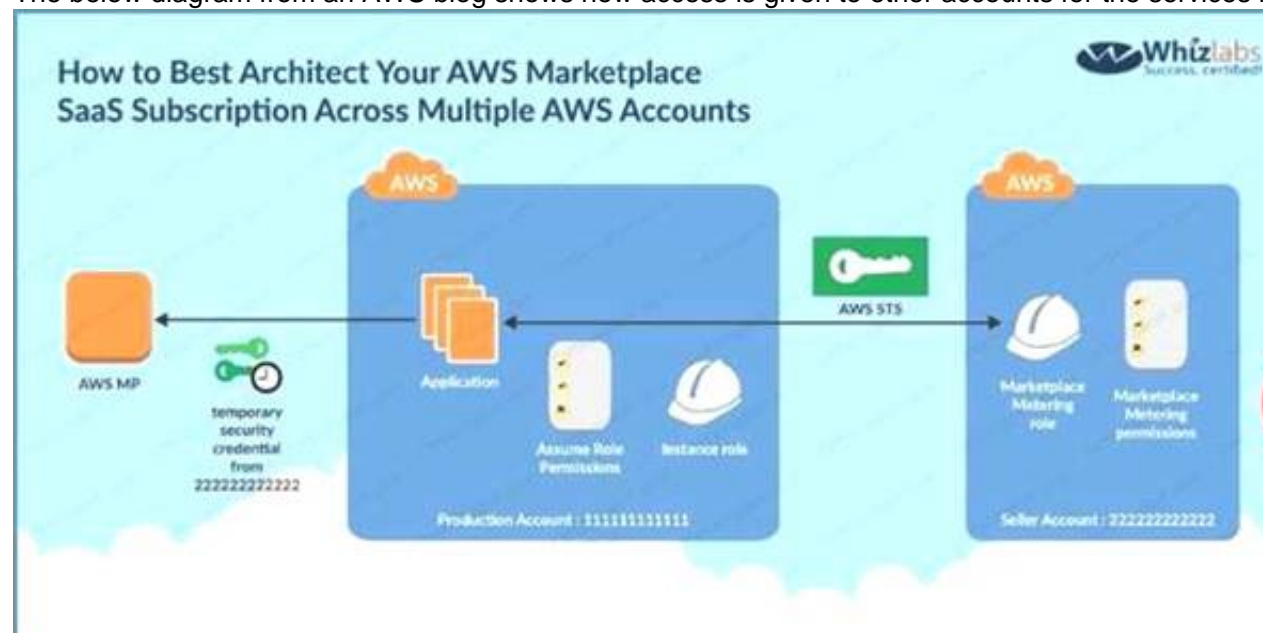 The below diagram from an AWS blog shows how access is given to other accounts for the services
How to Best Architect Your AWS Marketplace
SaaS Subscription Across Multiple AWS Accounts
Whizlabs
Success. certified!
AWS
AWS
AWS STS
AWS MP
temporary
security
credential
from
222222222222
Application
Assume Role
Permissions
Instance role
Marketplace
Metering
role
Marketplace
Metering
permissions
Production Account : 111111111111
Seller Account : 222222222222